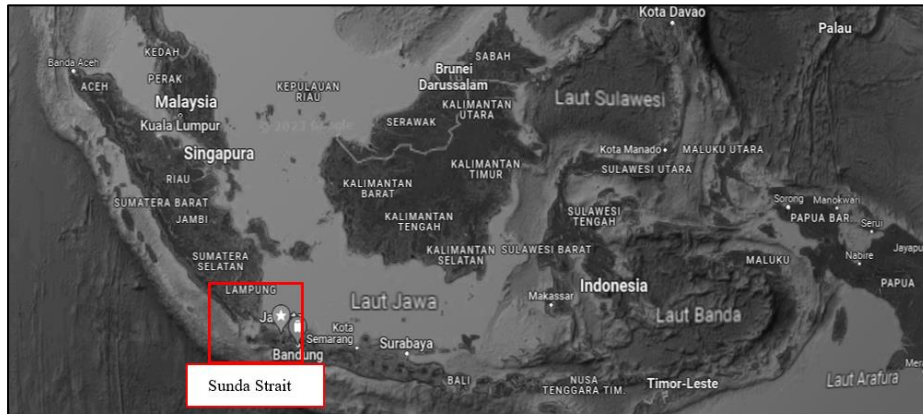 Kota Davao
Palau
KEDAH
Banda Aceh
SABAH
ACEH
PERAK
Brunei
Darussalam
KEPULAUAN
RIAU
Laut Sulawesi
Malaysia
KALIMANTAN
UTARA
Kuala Lumpur
SERAWAK
Singapura
Kota Manado
MALUKU UTARA
KALIMANTAN
TIMUR
SULAWESI UTARA
RIAU
KALIMANTAN
BARAT
Sorong
Manokwari
SUMATERA BARAT
SULAWESI
TENGAH
PAPUA BAR.
JAMBI
KALIMANTAN
TENGAH
Serui
Jayapu
SUMATERA
SELATAN
KALIMANTAN
SELATAN
SULAWESI BARAT
MALUKU
Nabire
PAPUA
LAMPUNG
Indonesia
Laut Jawa
Makassar
Laut Banda
Kota
Semarang
Surabaya
Bandung
BALI
NUSA
TENGGARA TIM.
Timor-Leste
Laut Arafura
Mera
Sunda Strait